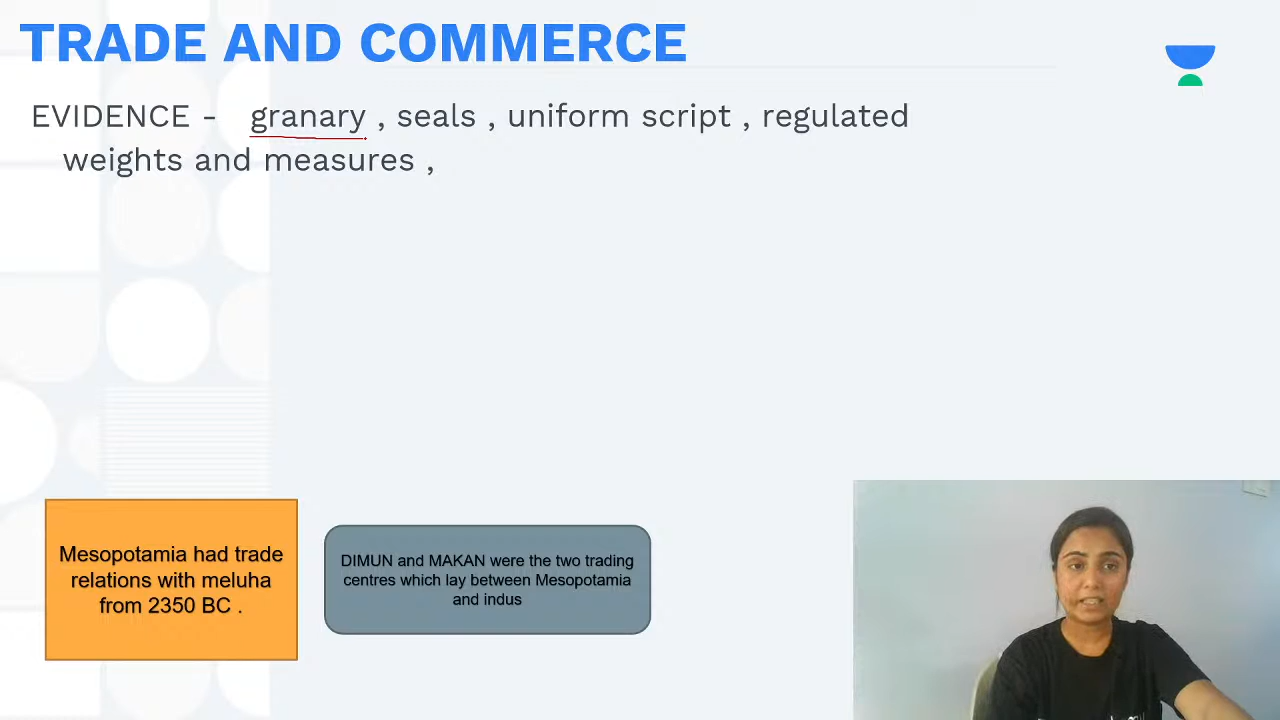 TRADE AND COMMERCE
EVIDENCE - granary , seals , uniform script , regulated
weights and measures ,
Mesopotamia had trade
relations with meluha
from 2350 BC .
DIMUN and MAKAN were the two trading
centres which lay between Mesopotamia
and indus